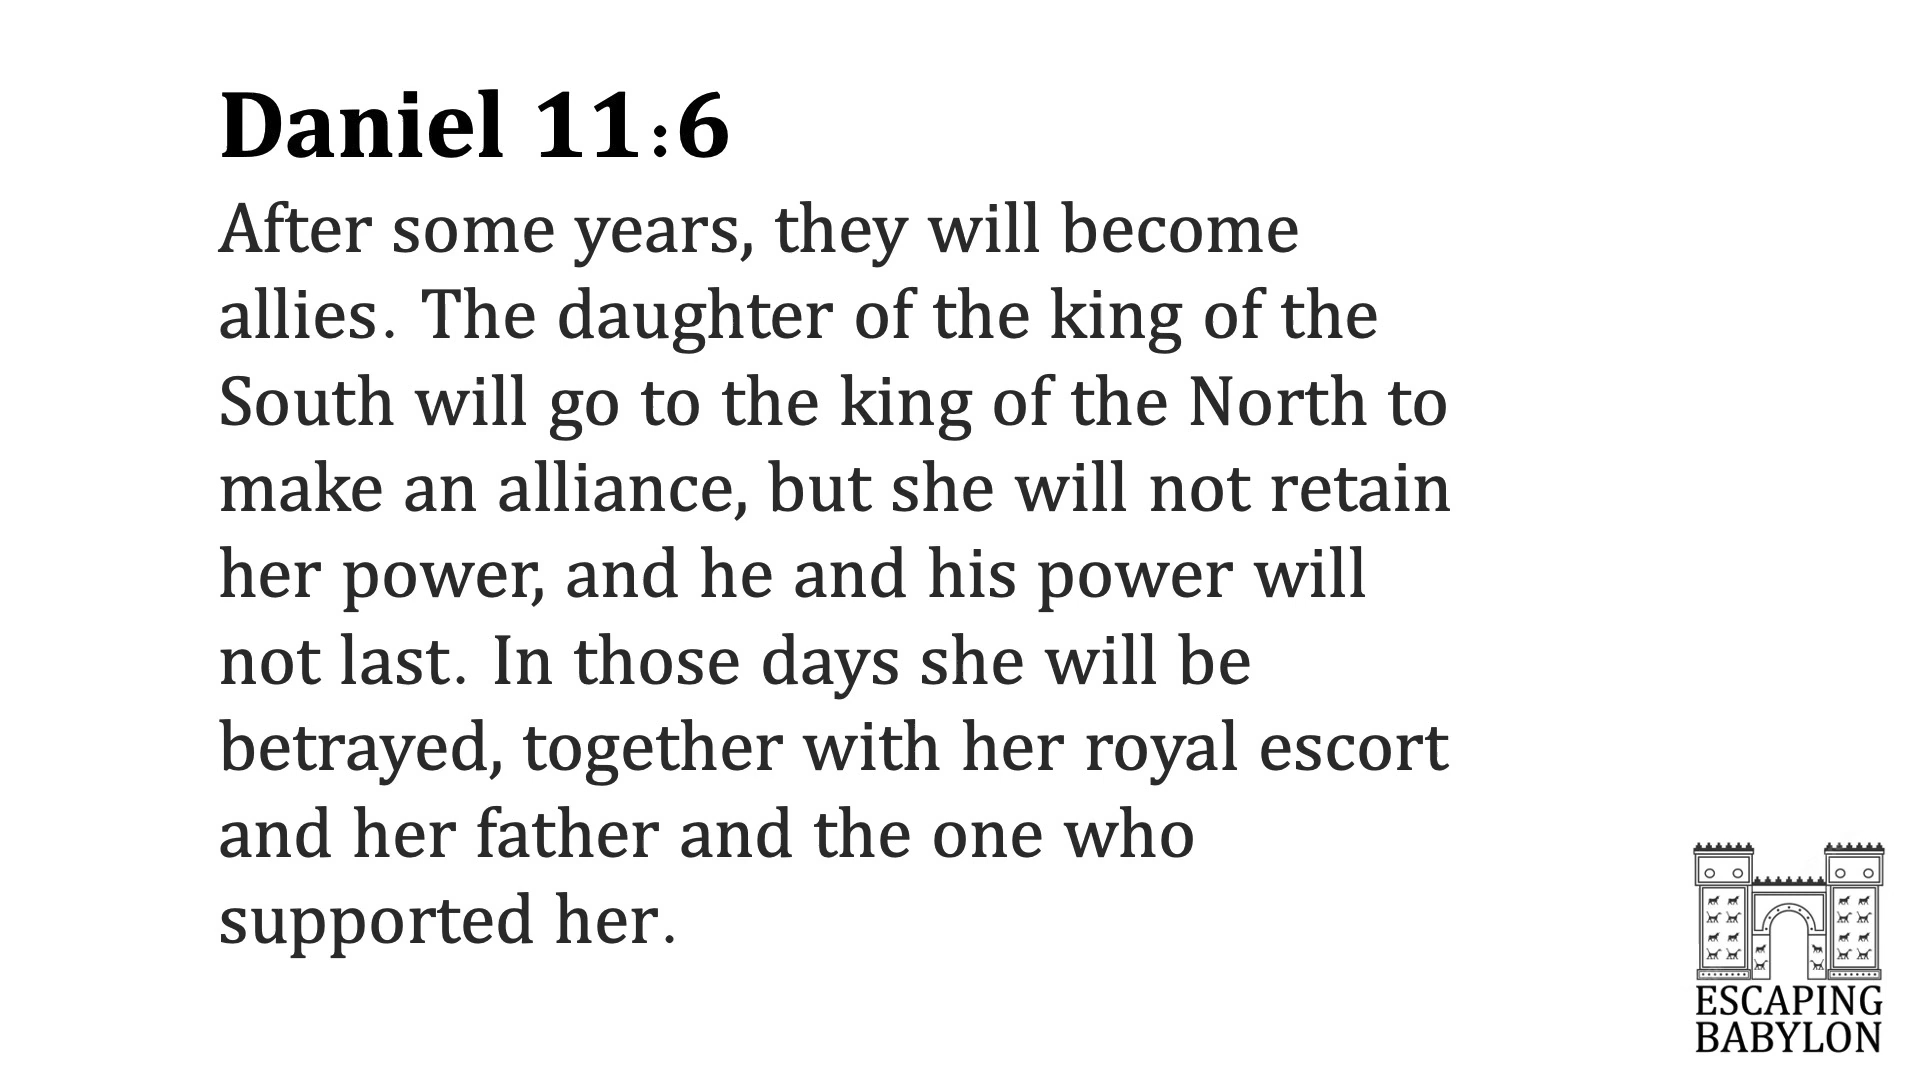 Daniel 11:6
After some years, they will become
allies. The daughter of the king of the
South will go to the king of the North to
make an alliance, but she will not retain
her power, and he and his power will
not last. In those days she will be
betrayed, together with her royal escort
and her father and the one who
supported her.
ESCAPING
BABYLON